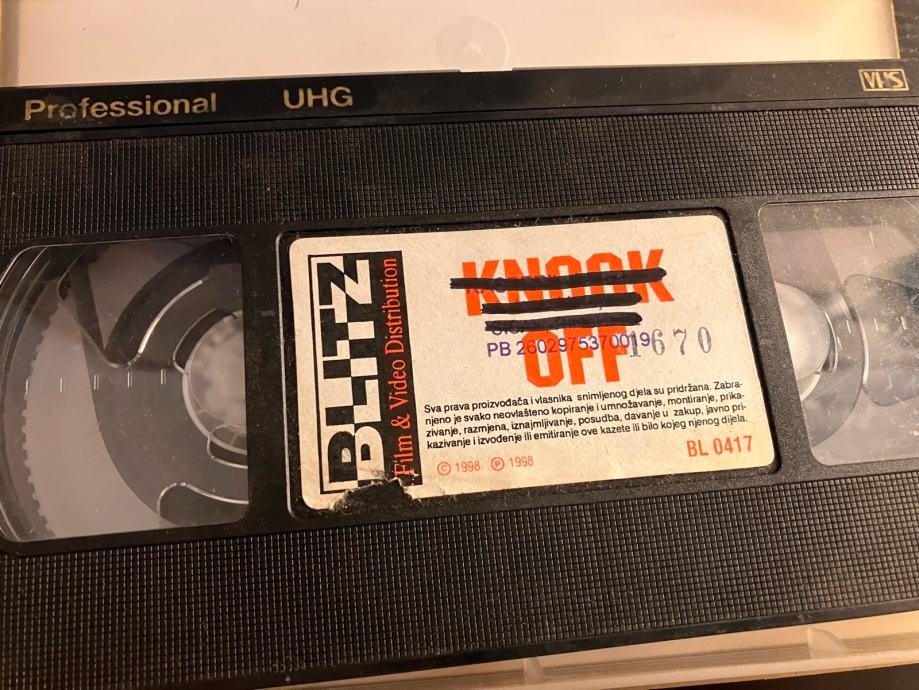 Professional UHG VHS
BLITZ
Film & Video Distribution
KNOCK
OFF
PB 2602975370019
1670
Sva prava proizvođača i vlasnika snimljenog djela su pridržana. Zabra-
njeno je svako neovlašteno kopiranje i umnožavanje, montiranje, prika-
zivanje, razmjena, iznajmljivanje, posudba, davanje u zakup, javno pri-
kazivanje i izvođenje ili emitiranje ove kazete ili bilo kojeg njenog dijela.
© 1998 ℗ 1998
BL 0417